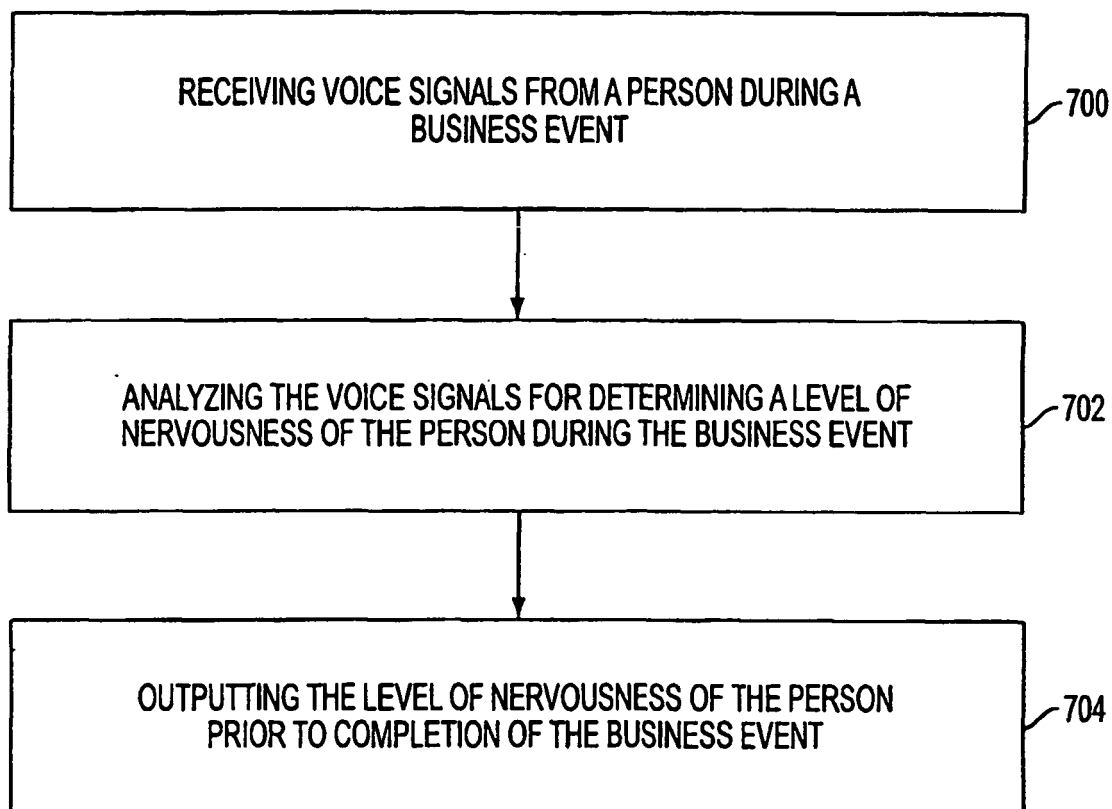 RECEIVING VOICE SIGNALS FROM A PERSON DURING A
BUSINESS EVENT
700
ANALYZING THE VOICE SIGNALS FOR DETERMINING A LEVEL OF
NERVOUSNESS OF THE PERSON DURING THE BUSINESS EVENT
702
OUTPUTTING THE LEVEL OF NERVOUSNESS OF THE PERSON
PRIOR TO COMPLETION OF THE BUSINESS EVENT
704